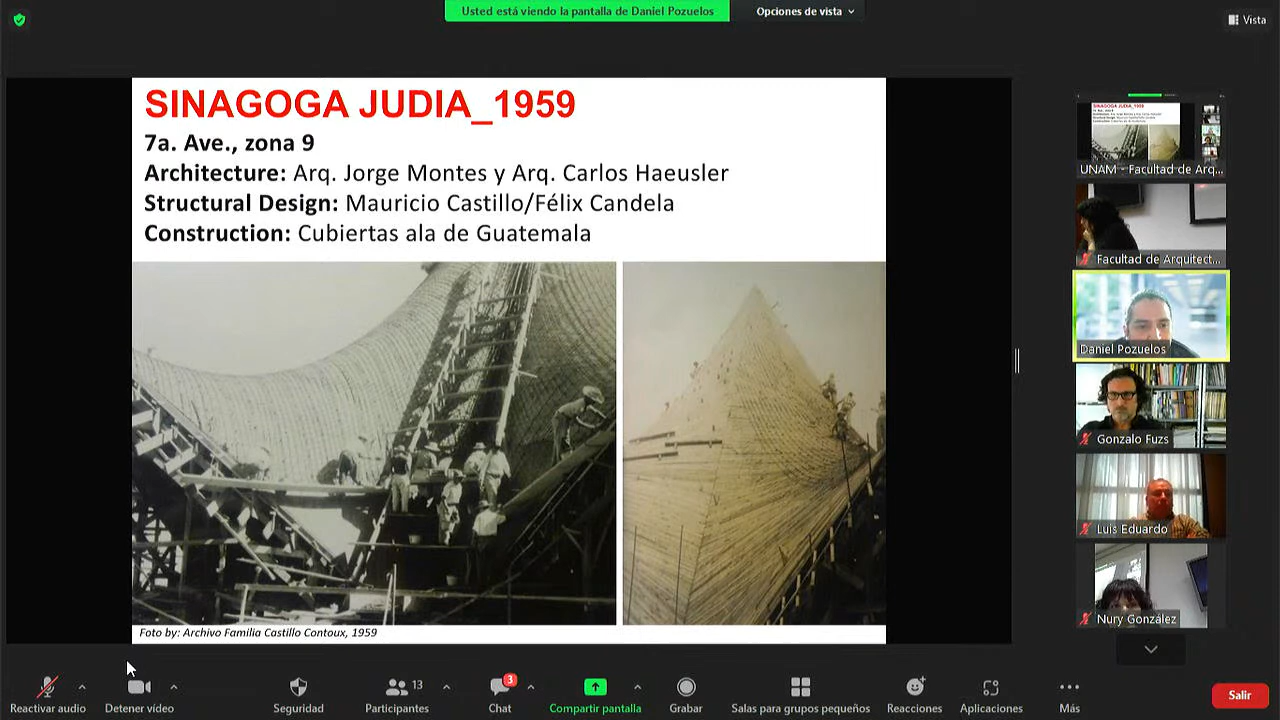 Usted está viendo la pantalla de Daniel Pozuelos
Opciones de vista
Vista
SINAGOGA JUDIA_1959
7a. Ave., zona 9
Architecture: Arq. Jorge Montes y Arq. Carlos Haeusler
Structural Design: Mauricio Castillo/Félix Candela
Construction: Cubiertas ala de Guatemala
Foto by: Archivo Familia Castillo Contoux, 1959
SINAGOGA JUDIA_1959
UNAM - Facultad de Arq...
Facultad de Arquitect...
Daniel Pozuelos
Gonzalo Fuzs
Luis Eduardo
Nury González
Reactivar audio
Detener vídeo
Seguridad
13
Participantes
3
Chat
Compartir pantalla
Grabar
Salas para grupos pequeños
Reacciones
Aplicaciones
Más
Salir